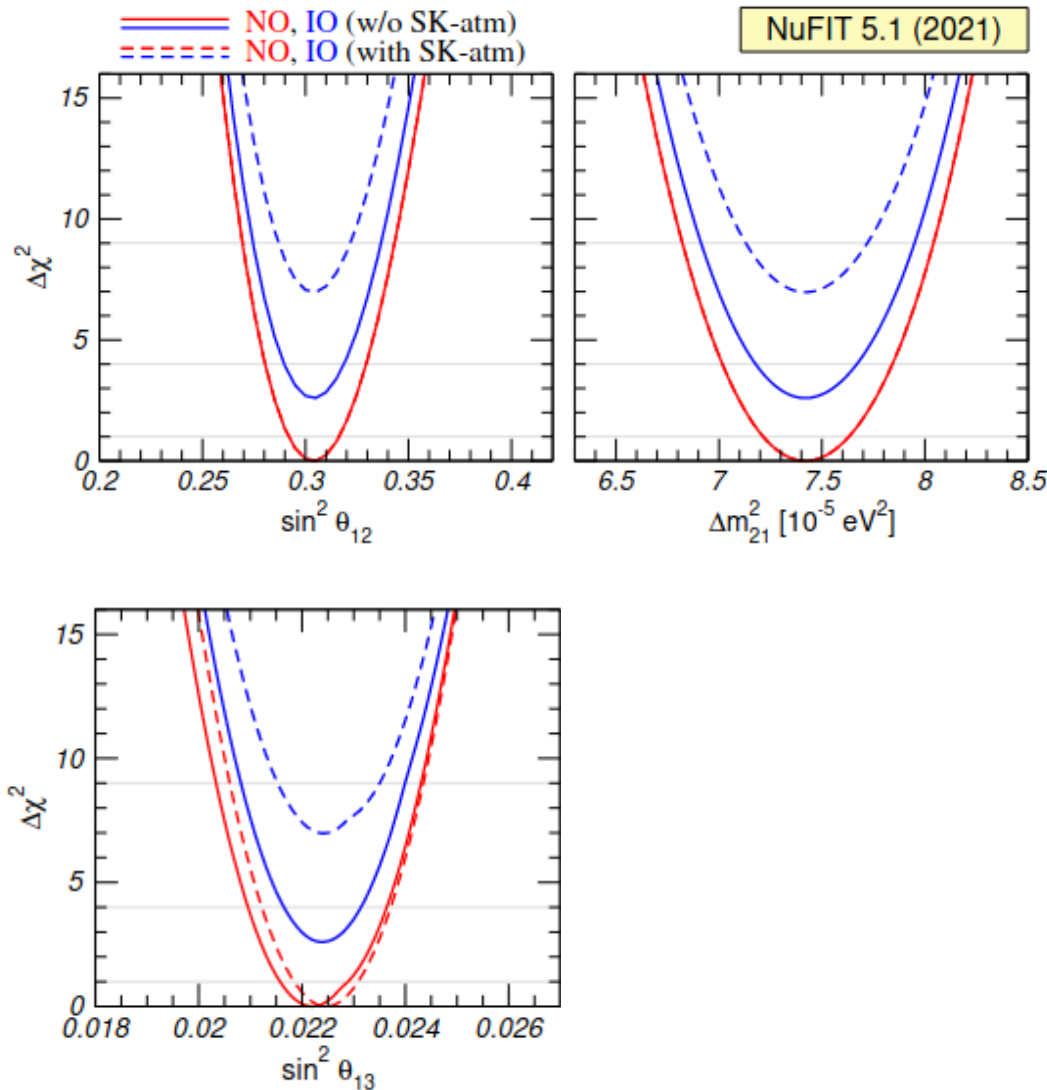 NO, IO (w/o SK-atm)
NO, IO (with SK-atm)
NuFIT 5.1 (2021)
15
10
5
0
Δχ²
0.2 0.25 0.3 0.35 0.4
sin² θ₁₂
6.5 7 7.5 8 8.5
Δm²₂₁ [10⁻⁵ eV²]
15
10
5
0
Δχ²
0.018 0.02 0.022 0.024 0.026
sin² θ₁₃